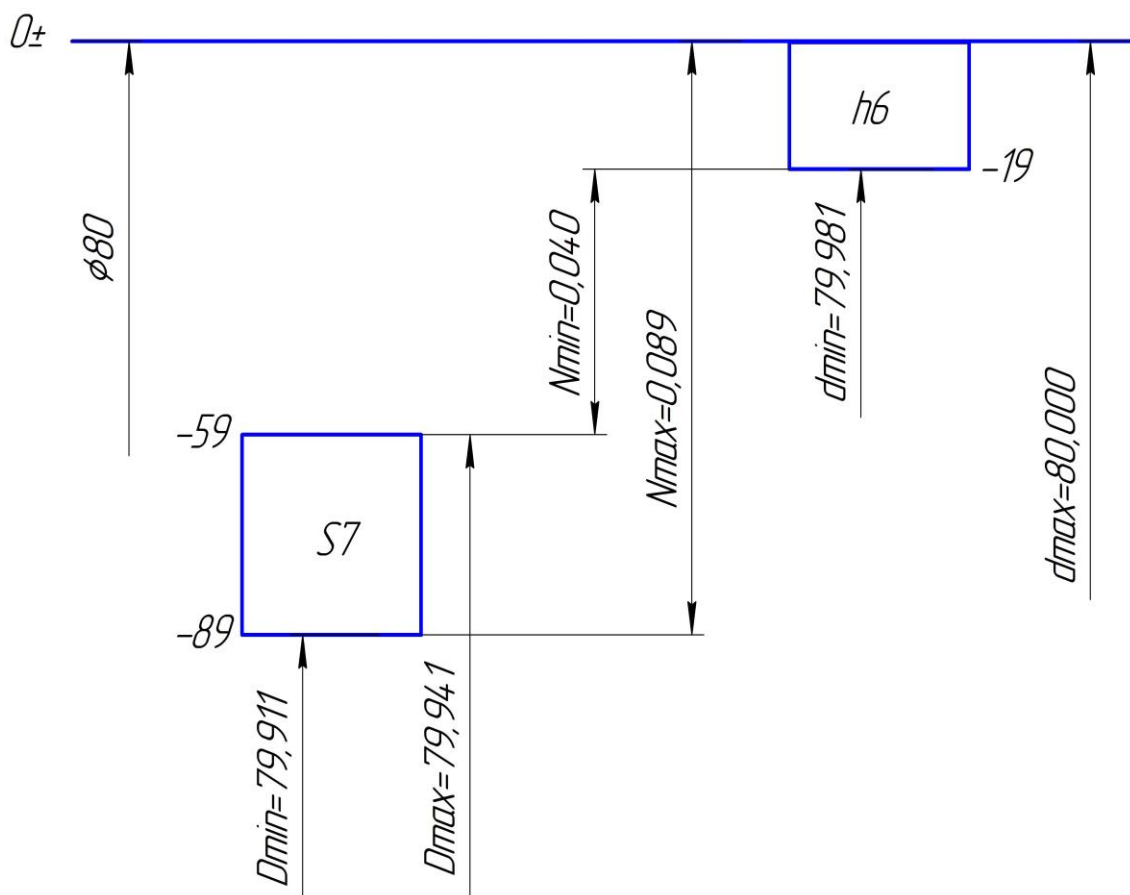 0±
h6
-19
⌀80
Nmin=0,040
Nmax=0,089
dmin=79,981
dmax=80,000
-59
S7
-89
Dmin=79,911
Dmax=79,941